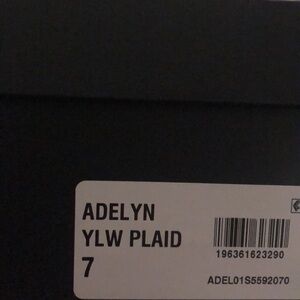 ADELYN
YLW PLAID
7
196361623290
ADEL01S5592070